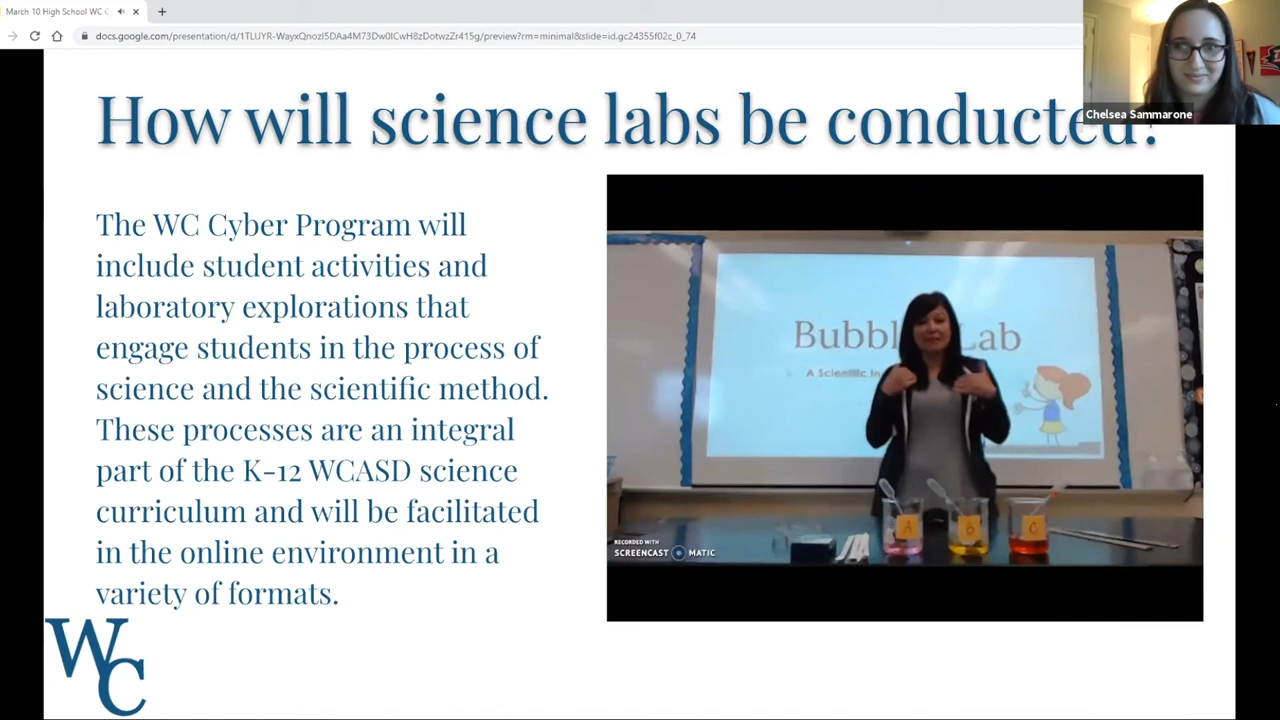 March 10 High School WC C
docs.google.com/presentation/d/1TLUYR-WayxQnozI5DAa4M73Dw0ICwH8zDotwzZr415g/preview?rm=minimal&slide=id.gc24355f02c_0_74
Chelsea Sammarone
How will science labs be conducted?
The WC Cyber Program will
include student activities and
laboratory explorations that
engage students in the process of
science and the scientific method.
These processes are an integral
part of the K-12 WCASD science
curriculum and will be facilitated
in the online environment in a
variety of formats.
Bubbl Lab
A Scientific In
A
B
C
RECORDED WITH
SCREENCAST MATIC
WC